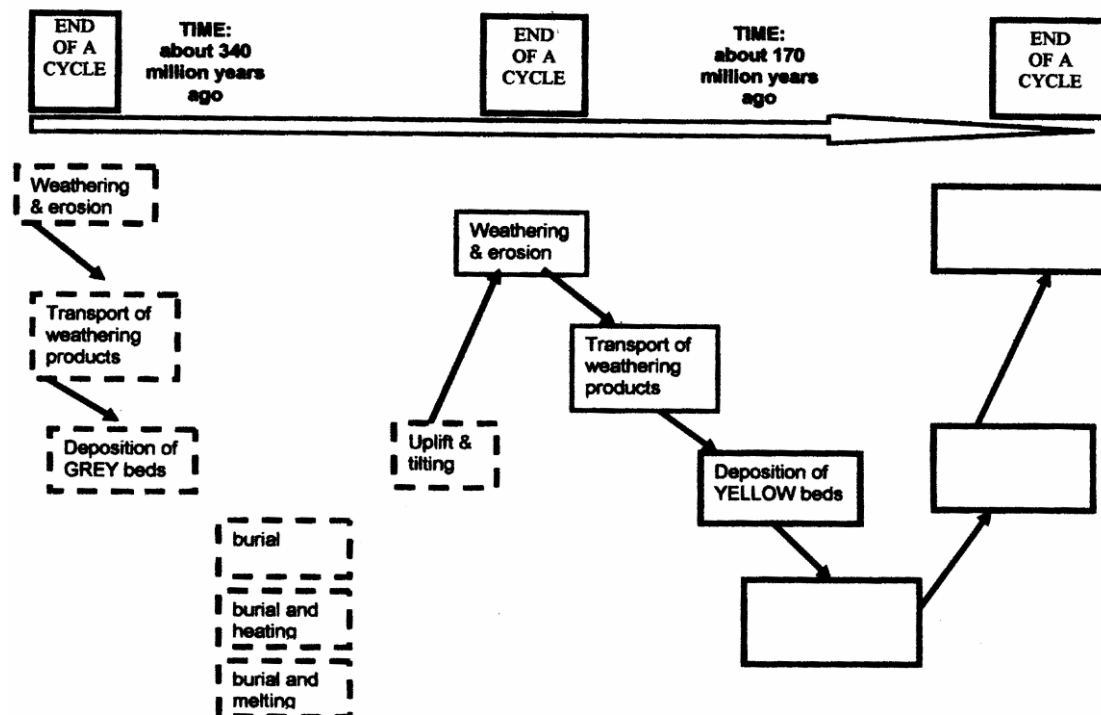 END
OF A
CYCLE
TIME:
about 340
million years
ago
END
OF A
CYCLE
TIME:
about 170
million years
ago
END
OF A
CYCLE
Weathering
& erosion
Transport of
weathering
products
Deposition of
GREY beds
burial
burial and
heating
burial and
melting
Uplift &
tilting
Weathering
& erosion
Transport of
weathering
products
Deposition of
YELLOW beds